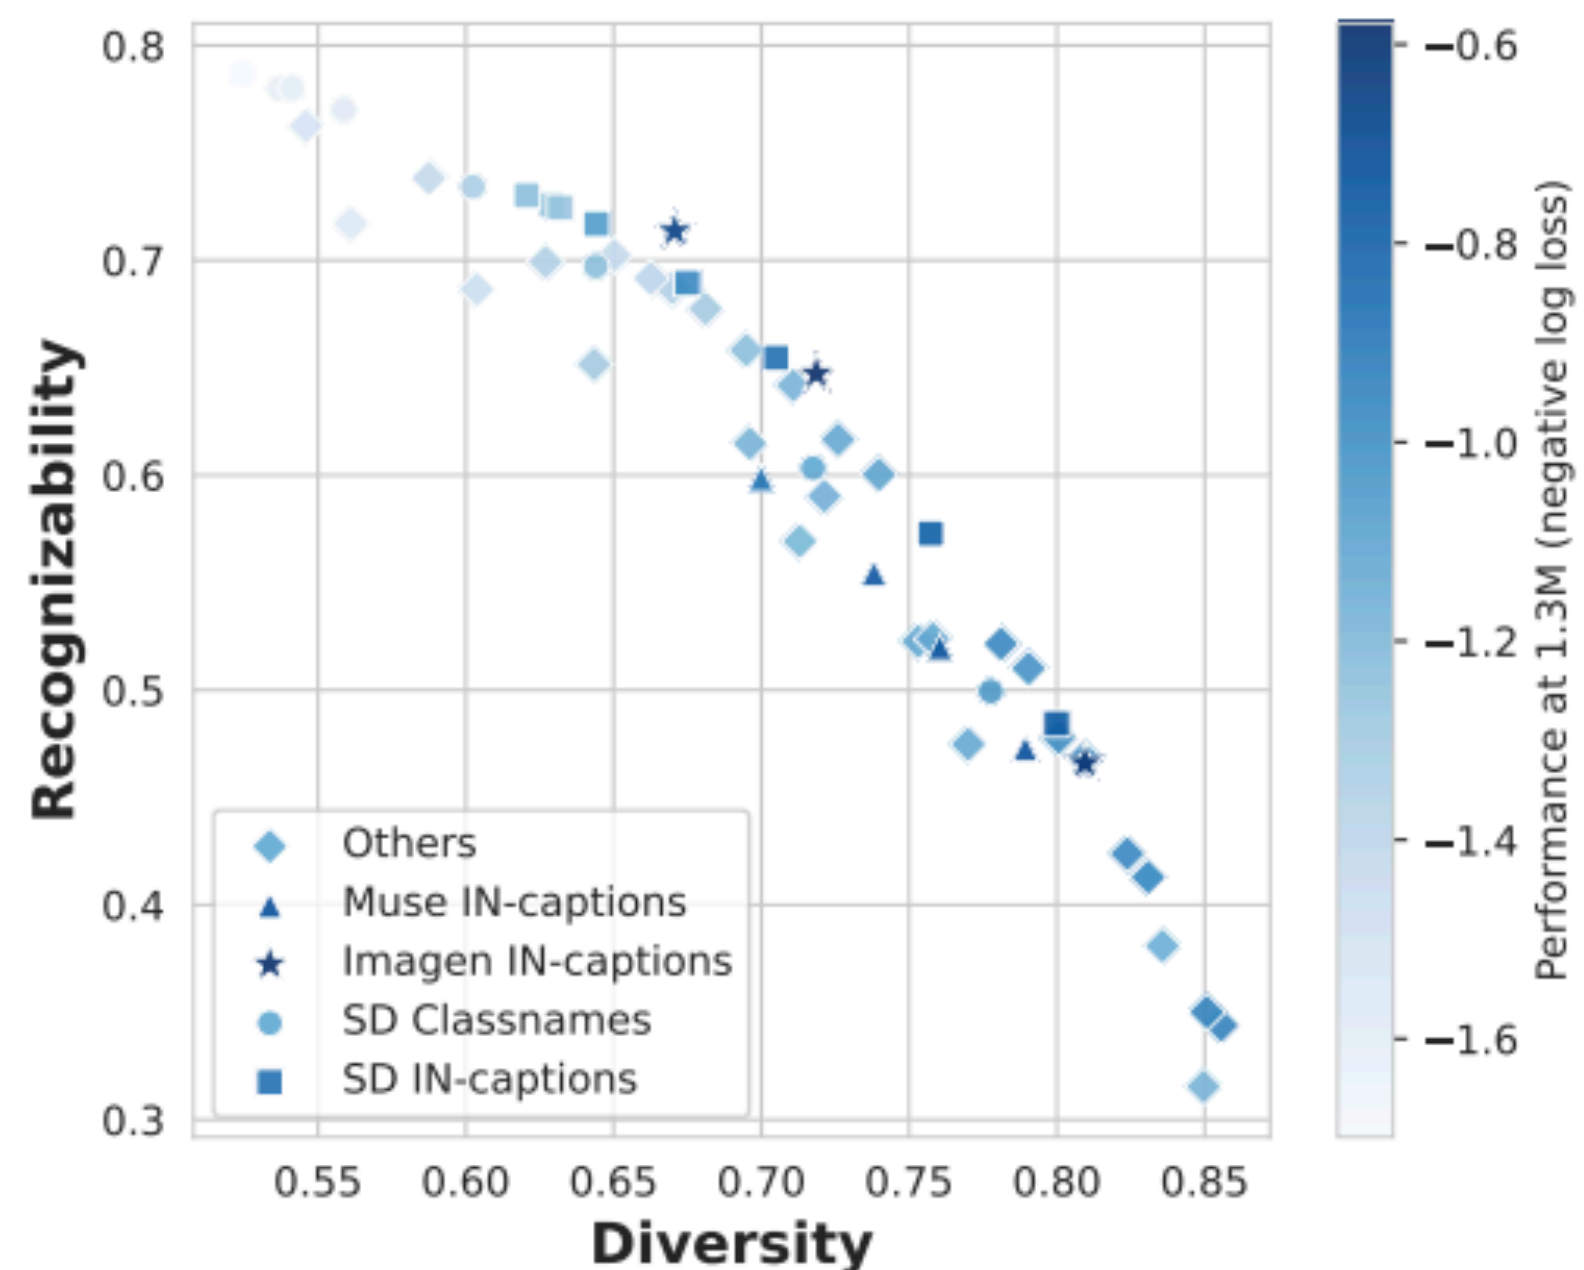 0.8
0.7
0.6
0.5
0.4
0.3
Recognizability
0.55 0.60 0.65 0.70 0.75 0.80 0.85
Diversity
Others
Muse IN-captions
Imagen IN-captions
SD Classnames
SD IN-captions
−0.6
−0.8
−1.0
−1.2
−1.4
−1.6
Performance at 1.3M (negative log loss)